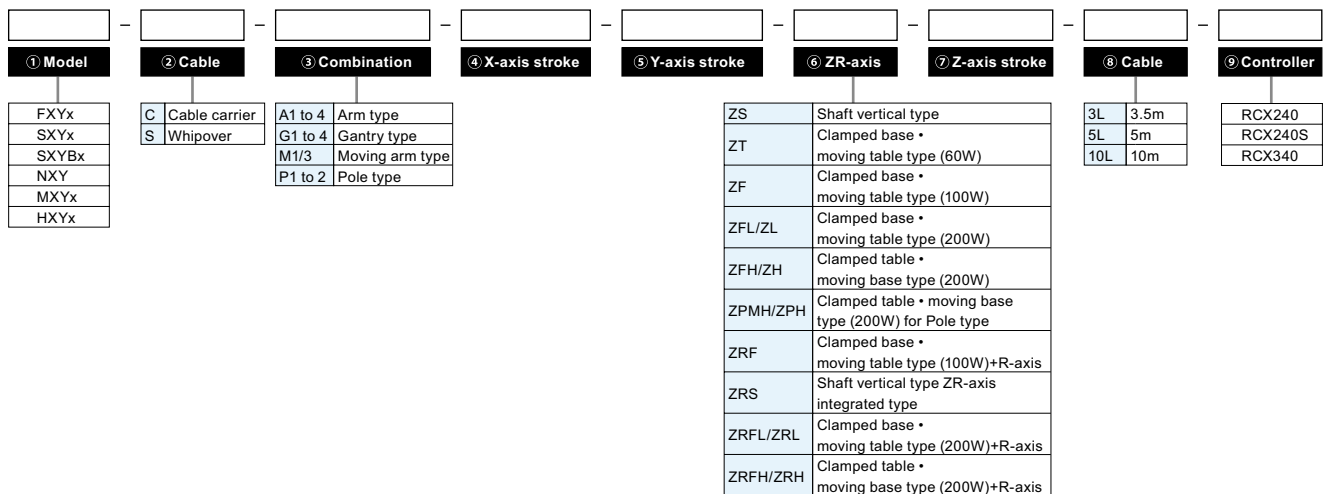 – – – – – – – –
① Model ② Cable ③ Combination ④ X-axis stroke ⑤ Y-axis stroke ⑥ ZR-axis ⑦ Z-axis stroke ⑧ Cable ⑨ Controller
FXYx
SXYx
SXYBx
NXY
MXYx
HXYx
C Cable carrier
S Whipover
A1 to 4 Arm type
G1 to 4 Gantry type
M1/3 Moving arm type
P1 to 2 Pole type
ZS Shaft vertical type
ZT Clamped base •
moving table type (60W)
ZF Clamped base •
moving table type (100W)
ZFL/ZL Clamped base •
moving table type (200W)
ZFH/ZH Clamped table •
moving base type (200W)
ZPMH/ZPH Clamped table • moving base
type (200W) for Pole type
ZRF Clamped base •
moving table type (100W)+R-axis
ZRS Shaft vertical type ZR-axis
integrated type
ZRFL/ZRL Clamped base •
moving table type (200W)+R-axis
ZRFH/ZRH Clamped table •
moving base type (200W)+R-axis
3L 3.5m
5L 5m
10L 10m
RCX240
RCX240S
RCX340